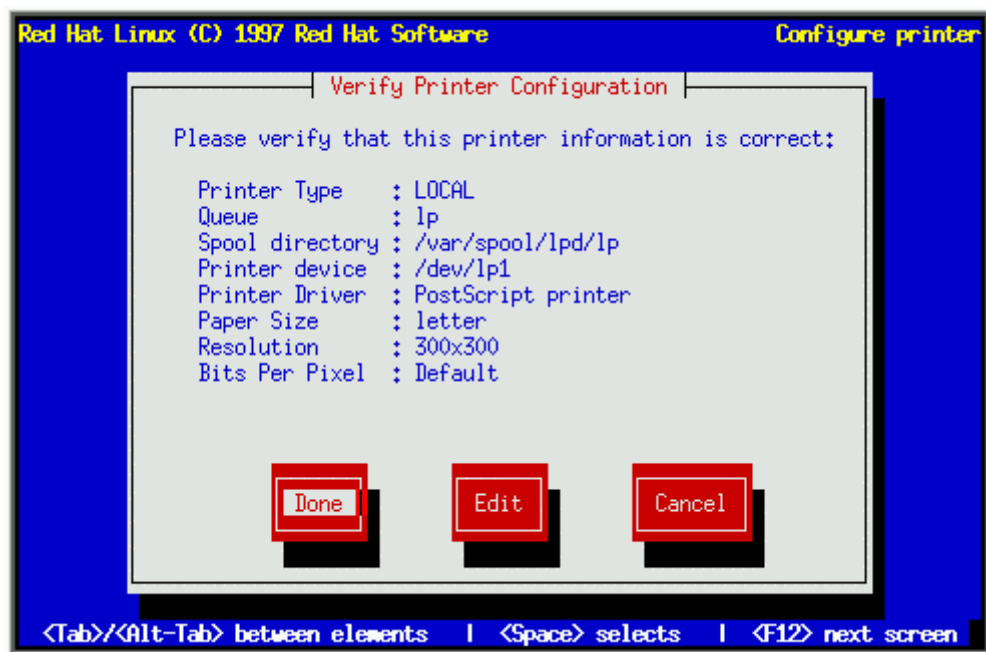 Red Hat Linux (C) 1997 Red Hat Software Configure printer
Verify Printer Configuration
Please verify that this printer information is correct:
Printer Type : LOCAL
Queue : lp
Spool directory : /var/spool/lpd/lp
Printer device : /dev/lp1
Printer Driver : PostScript printer
Paper Size : letter
Resolution : 300x300
Bits Per Pixel : Default
Done Edit Cancel
<Tab>/<Alt-Tab> between elements | <Space> selects | <F12> next screen